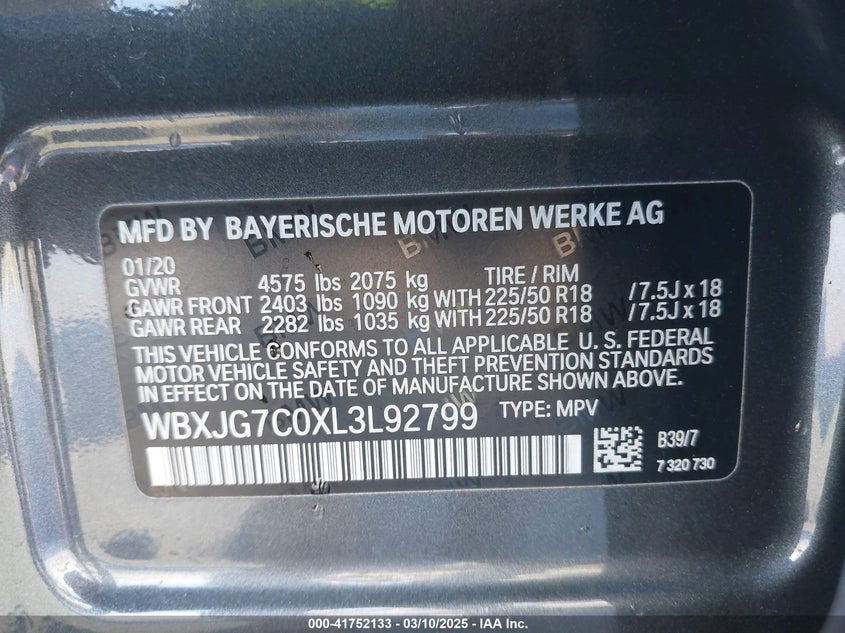 MFD BY BAYERISCHE MOTOREN WERKE AG
01/20
GVWR 4575 lbs 2075 kg TIRE / RIM
GAWR FRONT 2403 lbs 1090 kg WITH 225/50 R18 /7.5J x 18
GAWR REAR 2282 lbs 1035 kg WITH 225/50 R18 /7.5J x 18
THIS VEHICLE CONFORMS TO ALL APPLICABLE U. S. FEDERAL
MOTOR VEHICLE SAFETY AND THEFT PREVENTION STANDARDS
IN EFFECT ON THE DATE OF MANUFACTURE SHOWN ABOVE.
WBXJG7C0XL3L92799 TYPE: MPV
B39/7
7 320 730
000-41752133 - 03/10/2025 - IAA Inc.